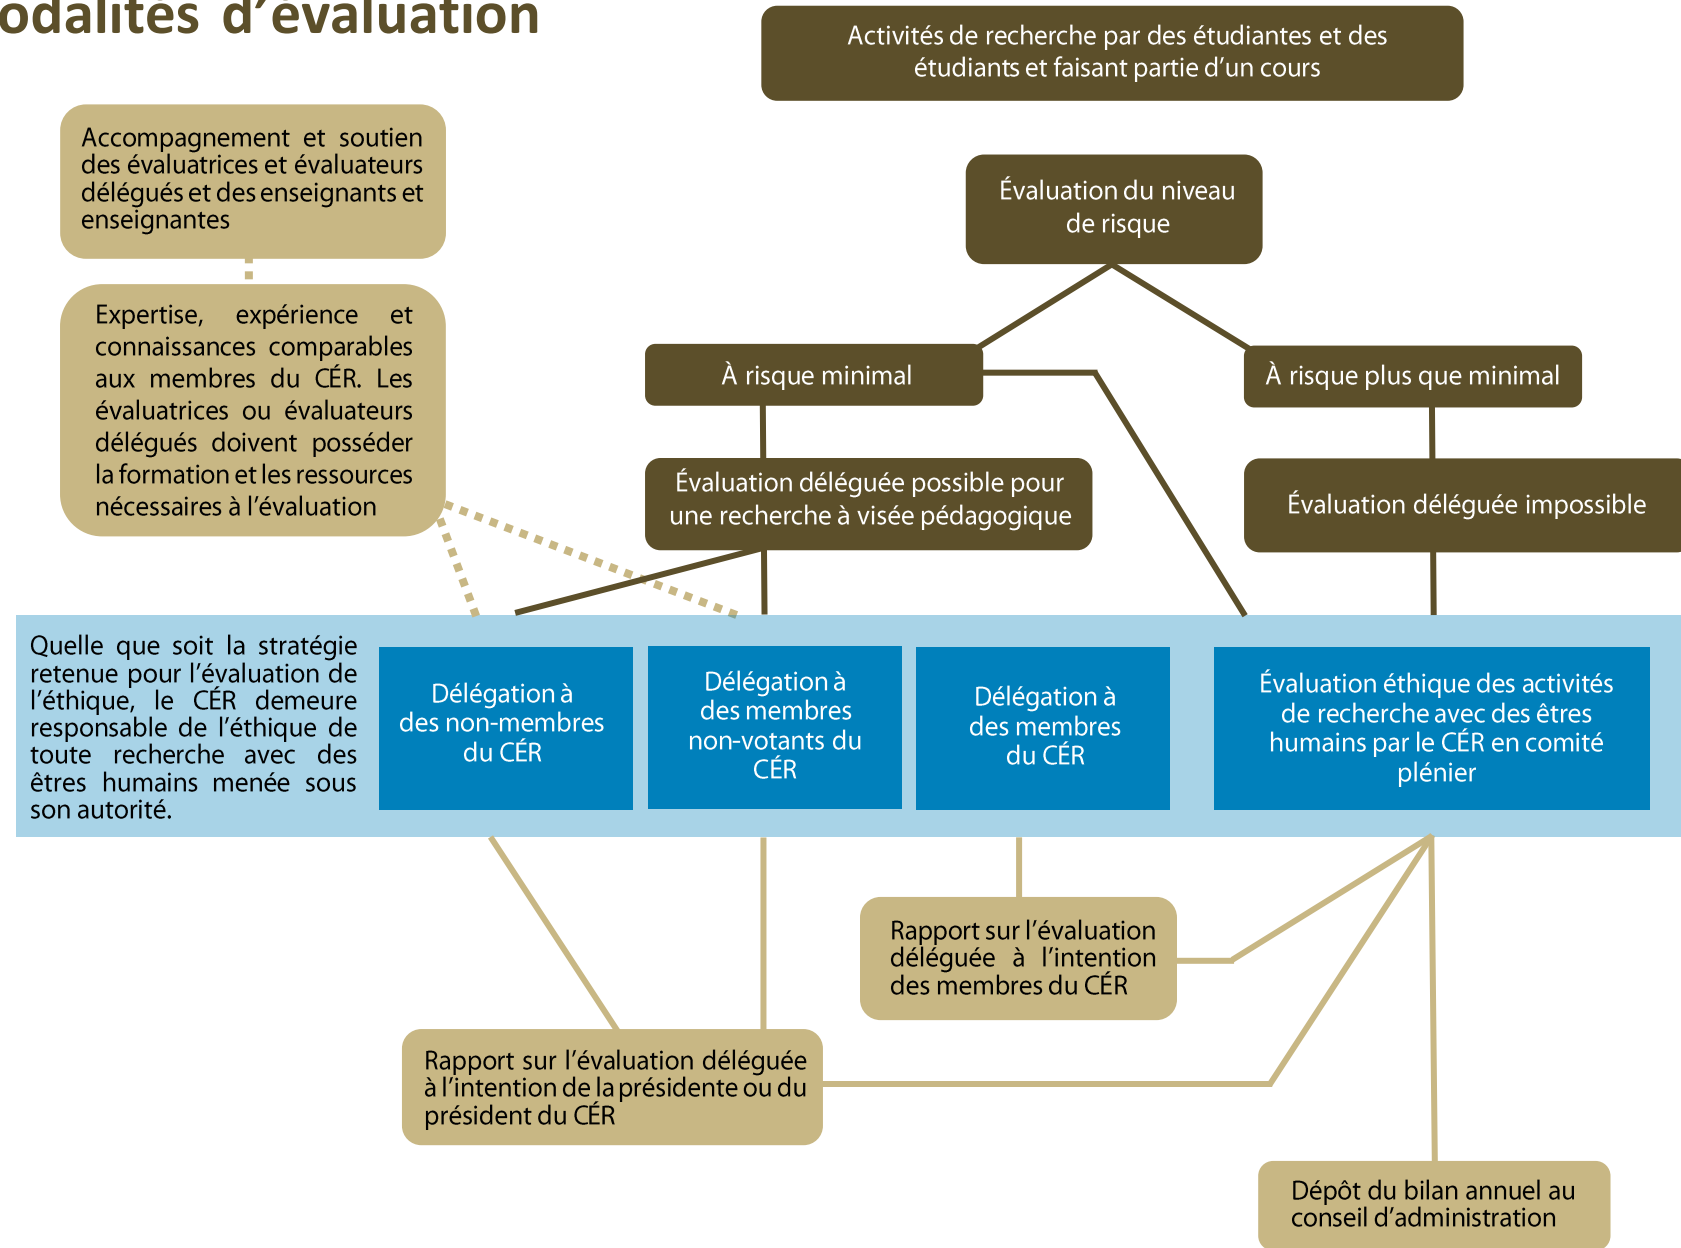 odalités d'évaluation
Activités de recherche par des étudiantes et des
étudiants et faisant partie d'un cours
Accompagnement et soutien
des évaluatrices et évaluateurs
délégués et des enseignants et
enseignantes
Évaluation du niveau
de risque
Expertise, expérience et
connaissances comparables
aux membres du CÉR. Les
évaluatrices ou évaluateurs
délégués doivent posséder
la formation et les ressources
nécessaires à l'évaluation
À risque minimal
À risque plus que minimal
Évaluation déléguée possible pour
une recherche à visée pédagogique
Évaluation déléguée impossible
Quelle que soit la stratégie
retenue pour l'évaluation de
l'éthique, le CÉR demeure
responsable de l'éthique de
toute recherche avec des
êtres humains menée sous
son autorité.
Délégation à
des non-membres
du CÉR
Délégation à
des membres
non-votants du
CÉR
Délégation à
des membres
du CÉR
Évaluation éthique des activités
de recherche avec des êtres
humains par le CÉR en comité
plénier
Rapport sur l'évaluation
déléguée à l'intention
des membres du CÉR
Rapport sur l'évaluation déléguée
à l'intention de la présidente ou du
président du CÉR
Dépôt du bilan annuel au
conseil d'administration